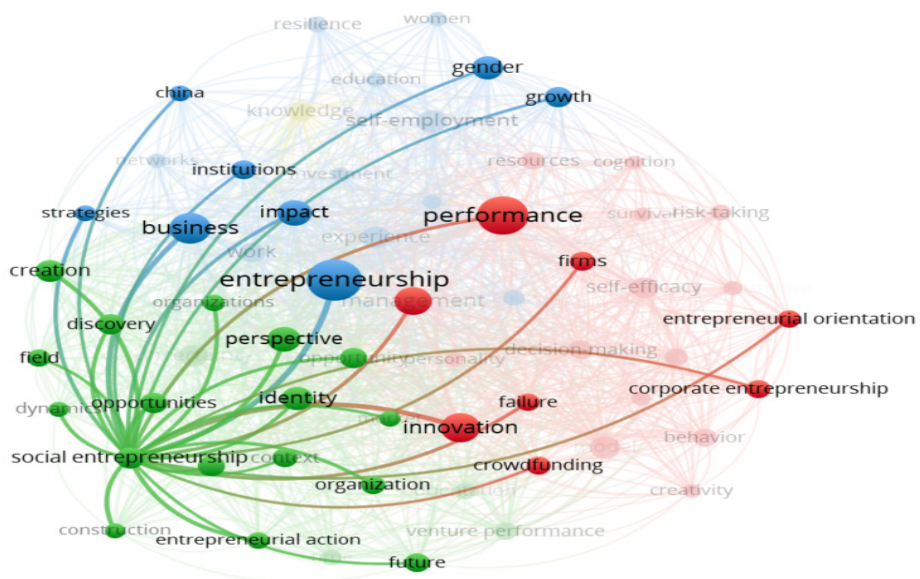 resilience
women
gender
education
china
growth
knowledge
self-employment
networks
institutions
investment
resources
cognition
strategies
impact
performance
survival
risk-taking
business
experience
work
creation
firms
entrepreneurship
self-efficacy
organizations
management
discovery
entrepreneurial orientation
perspective
field
opportunity
personality
decision-making
corporate entrepreneurship
dynamics
opportunities
identity
failure
innovation
behavior
social entrepreneurship
context
crowdfunding
organization
creativity
construction
entrepreneurial action
venture performance
future